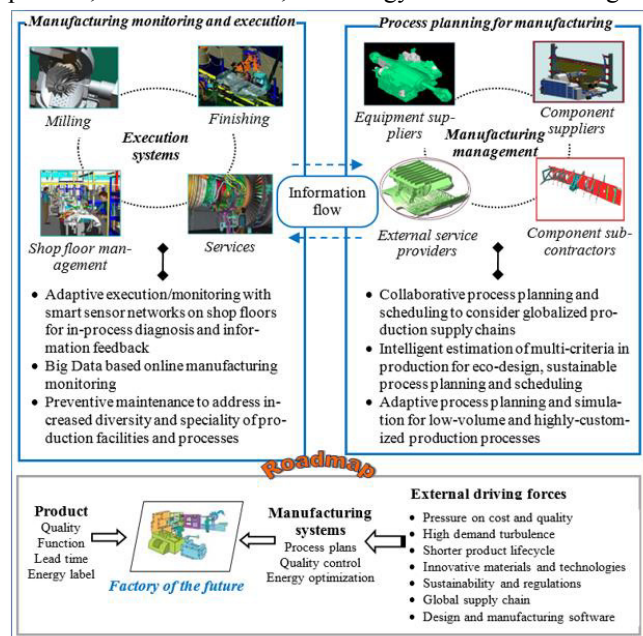 Manufacturing monitoring and execution
Milling
Finishing
Execution
systems
Shop floor man-
agement
Services
• Adaptive execution/monitoring with
smart sensor networks on shop floors
for in-process diagnosis and infor-
mation feedback
• Big Data based online manufacturing
monitoring
• Preventive maintenance to address in-
creased diversity and speciality of pro-
duction facilities and processes
Information
flow
Process planning for manufacturing
Equipment sup-
pliers
Component
suppliers
Manufacturing
management
External service
providers
Component sub-
contractors
• Collaborative process planning and
scheduling to consider globalized pro-
duction supply chains
• Intelligent estimation of multi-criteria in
production for eco-design, sustainable
process planning and scheduling
• Adaptive process planning and simula-
tion for low-volume and highly-custom-
ized production processes
Roadmap
Product
Quality
Function
Lead time
Energy label
Factory of the future
Manufacturing
systems
Process plans
Quality control
Energy optimization
External driving forces
• Pressure on cost and quality
• High demand turbulence
• Shorter product lifecycle
• Innovative materials and technologies
• Sustainability and regulations
• Global supply chain
• Design and manufacturing software